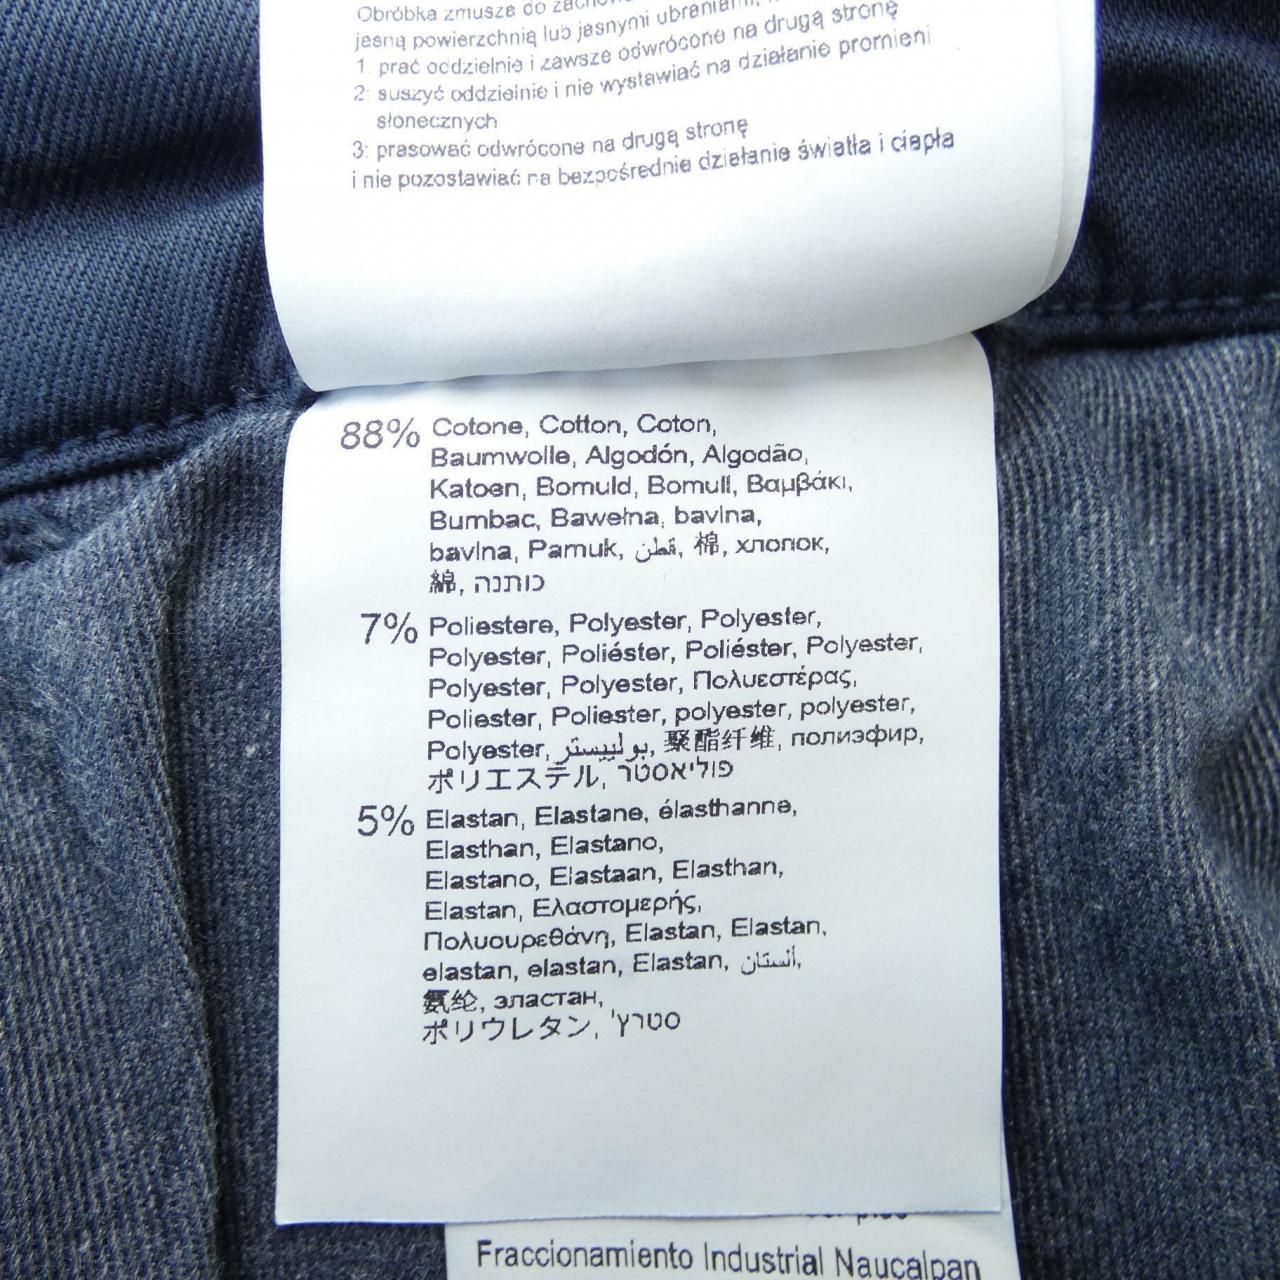 Obróbka zmusze do
jesną powierzchnią lub jasnymi ubraniami,
1. prać oddzielnie i zawsze odwrócone na drugą stronę
2: suszyć oddzielnie i nie wystawiać na działanie promieni
słonecznych
3: prasować odwrócone na drugą stronę
i nie pozostawiać na bezpośrednie działanie światła i ciepła
88% Cotone, Cotton, Coton,
Baumwolle, Algodón, Algodão,
Katoen, Bomuld, Bomull, Βαμβάκι,
Bumbac, Bawełna, bavlna,
bavlna, Pamuk, قطن, 棉, хлопок,
綿, כותנה
7% Poliestere, Polyester, Polyester,
Polyester, Poliéster, Poliéster, Polyester,
Polyester, Polyester, Πολυεστέρας,
Poliester, Poliester, polyester, polyester,
Polyester, بوليستر, 聚酯纤维, полиэфир,
ポリエステル, פוליאסטר
5% Elastan, Elastane, élasthanne,
Elasthan, Elastano,
Elastano, Elastaan, Elasthan,
Elastan, Ελαστομερής,
Πολυουρεθάνη, Elastan, Elastan,
elastan, elastan, Elastan, ألستان,
氨纶, эластан,
ポリウレタン, סטרץ'
Fraccionamiento Industrial Naucalpan